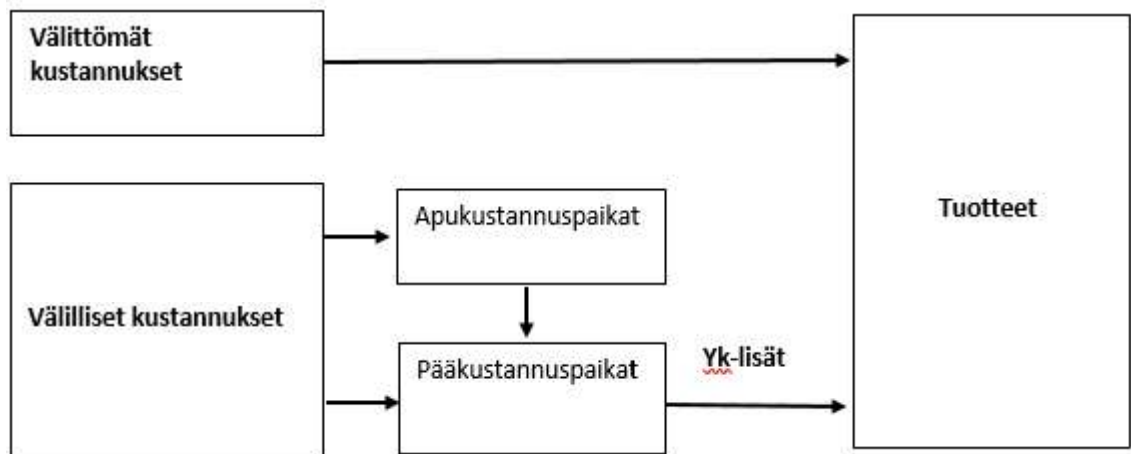 Välittömät
kustannukset
Tuotteet
Apukustannuspaikat
Välilliset kustannukset
Pääkustannuspaikat
Yk-lisät